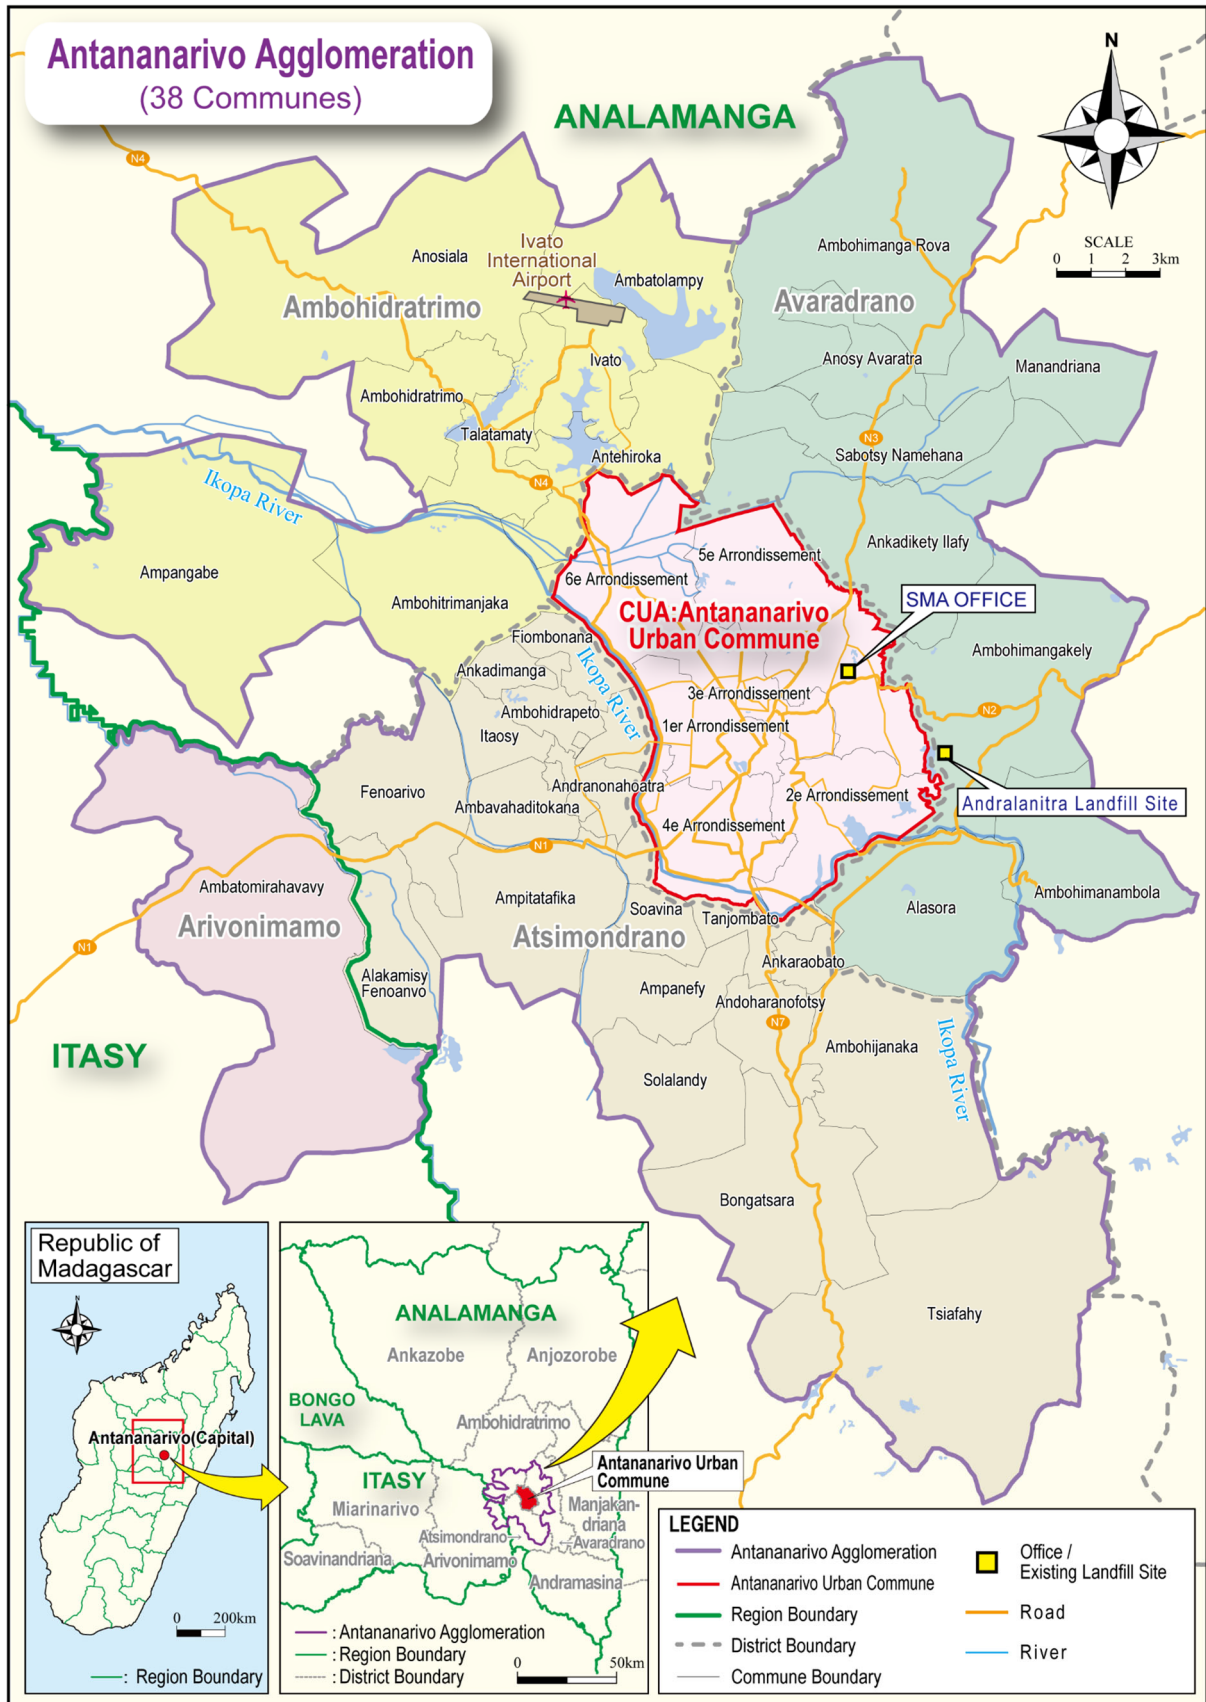 Antananarivo Agglomeration
(38 Communes)
ANALAMANGA
N
N4
SCALE
0 1 2 3km
Ambohimanga Rova
Anosiala
Ivato
International
Airport
Ambatolampy
Ambohidratrimo
Avaradrano
Ivato
Anosy Avaratra
Manandriana
Ambohidratrimo
Talatamaty
N3
Antehiroka
Sabotsy Namehana
N4
Ikopa River
Ankadikety Ilafy
5e Arrondissement
Ampangabe
6e Arrondissement
Ambohitrimanjaka
SMA OFFICE
CUA:Antananarivo
Urban Commune
Fiombonana
Ikopa River
Ambohimangakely
Ankadimanga
3e Arrondissement
Ambohidrapeto
N2
1er Arrondissement
Itaosy
Fenoarivo
Andranonahoatra
2e Arrondissement
Andralanitra Landfill Site
Ambavahaditokana
4e Arrondissement
N1
Ambatomirahavavy
Ampitatafika
Ambohimanambola
Soavina
Alasora
Tanjombato
Arivonimamo
Atsimondrano
N1
Ankaraobato
Alakamisy
Fenoanvo
Ampanefy
Andoharanofotsy
N7
Ikopa River
Ambohijanaka
ITASY
Solalandy
Bongatsara
Tsiafahy
Republic of
Madagascar
N
Antananarivo(Capital)
0 200km
: Region Boundary
ANALAMANGA
Ankazobe
Anjozorobe
BONGO
LAVA
Ambohidratrimo
Antananarivo Urban
Commune
ITASY
Miarinarivo
Manjakan-
driana
Atsimondrano
Avaradrano
Soavinandriana
Arivonimamo
Andramasina
: Antananarivo Agglomeration
: Region Boundary
: District Boundary
0 50km
LEGEND
Antananarivo Agglomeration
Antananarivo Urban Commune
Region Boundary
District Boundary
Commune Boundary
Office /
Existing Landfill Site
Road
River